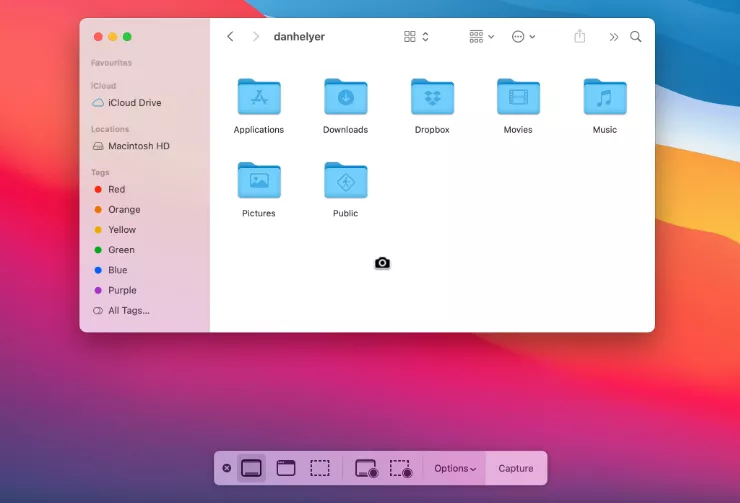 danhelyer
Favourites
iCloud
iCloud Drive
Locations
Macintosh HD
Tags
Red
Orange
Yellow
Green
Blue
Purple
All Tags...
Applications
Downloads
Dropbox
Movies
Music
Pictures
Public
Options
Capture